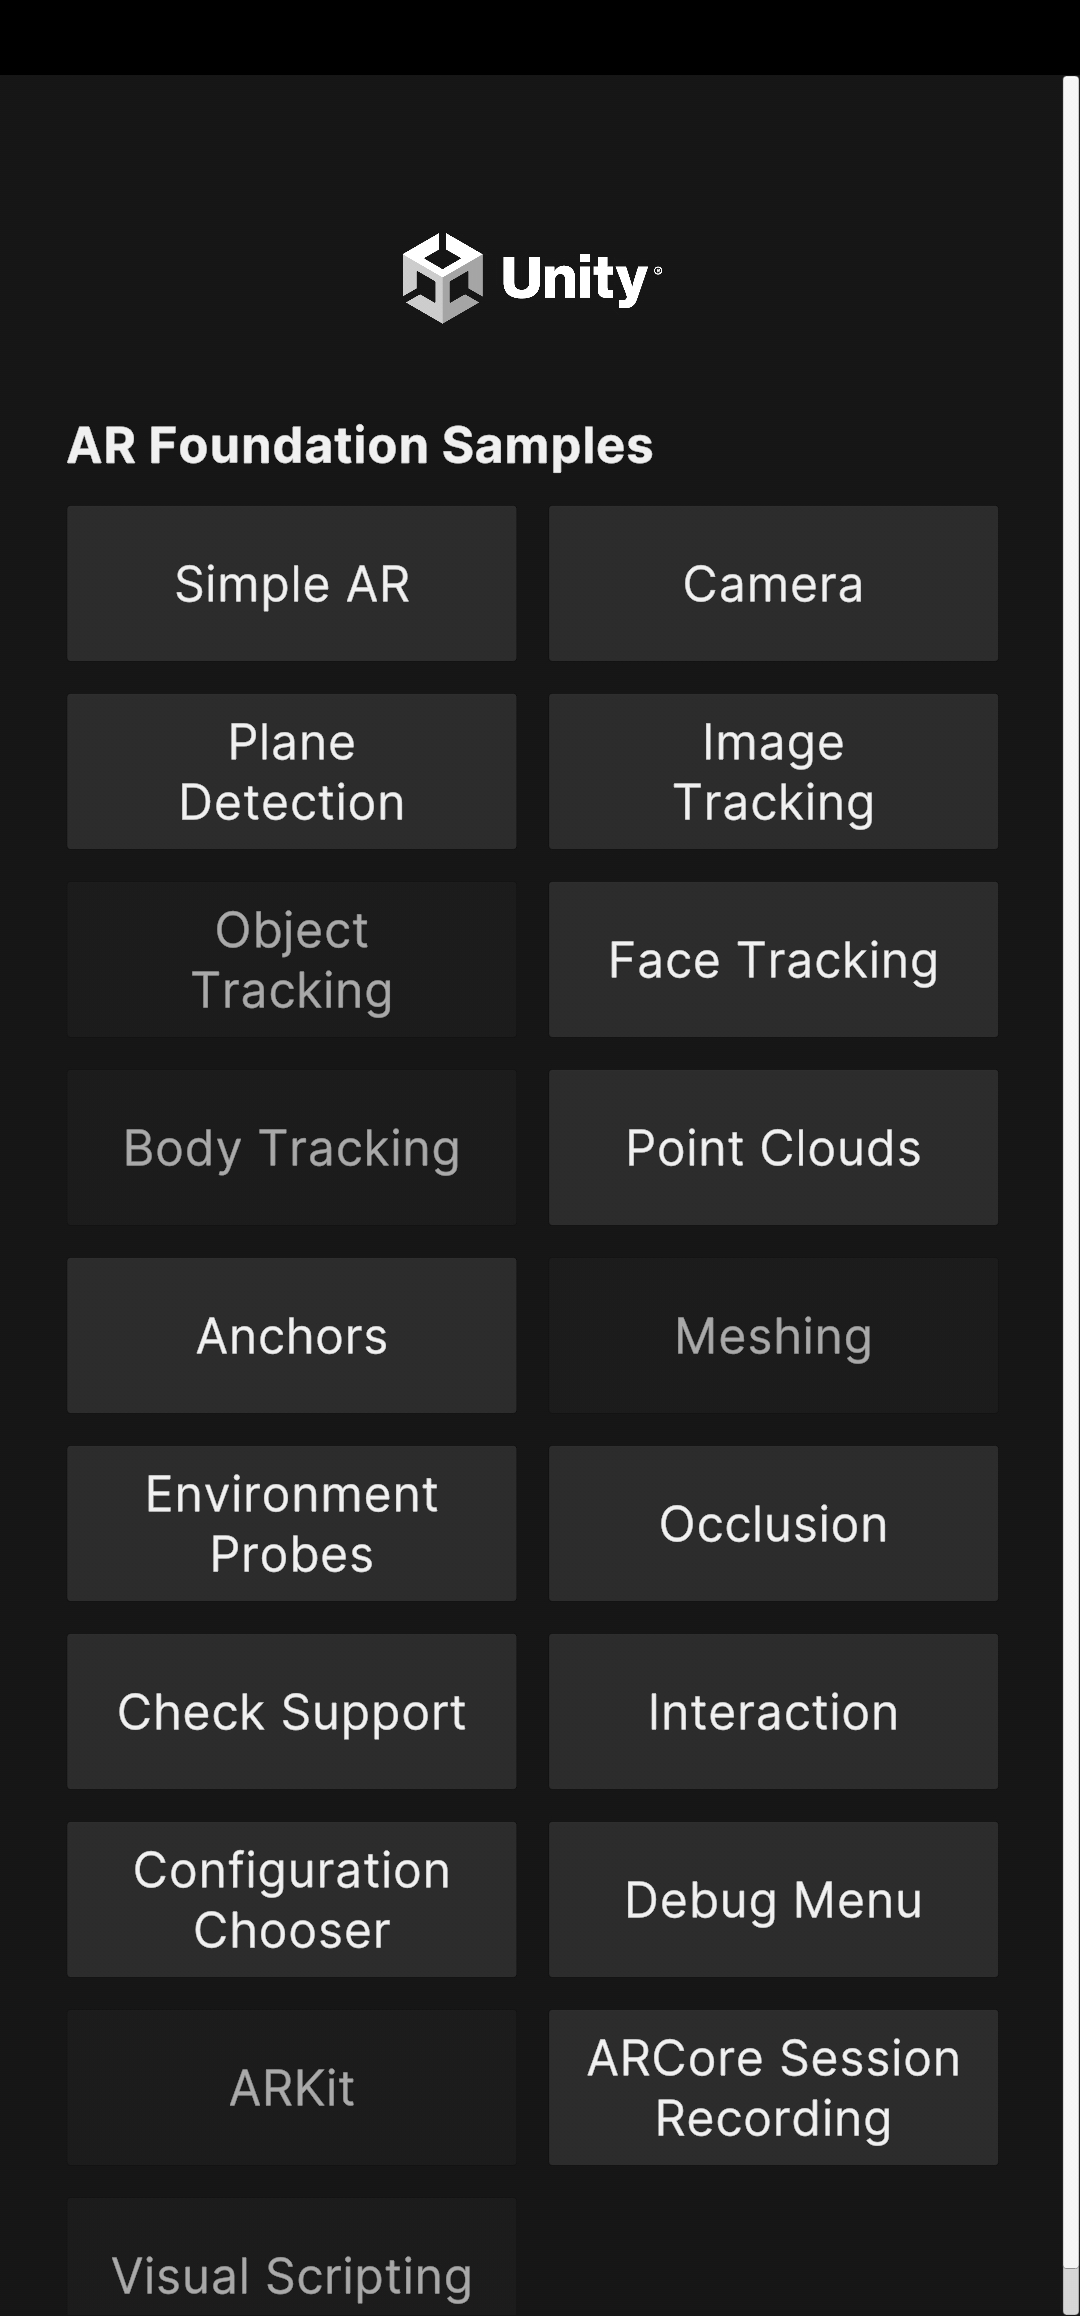 Unity®
AR Foundation Samples
Simple AR
Camera
Plane
Detection
Image
Tracking
Object
Tracking
Face Tracking
Body Tracking
Point Clouds
Anchors
Meshing
Environment
Probes
Occlusion
Check Support
Interaction
Configuration
Chooser
Debug Menu
ARKit
ARCore Session
Recording
Visual Scripting